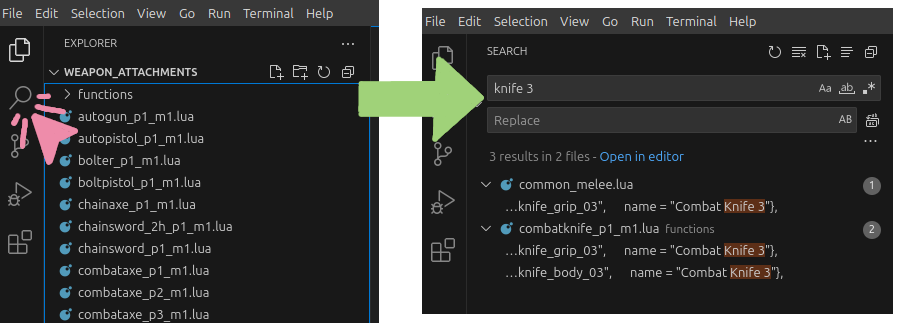 File Edit Selection View Go Run Terminal Help
EXPLORER
WEAPON_ATTACHMENTS
functions
autogun_p1_m1.lua
autopistol_p1_m1.lua
bolter_p1_m1.lua
boltpistol_p1_m1.lua
chainaxe_p1_m1.lua
chainsword_2h_p1_m1.lua
chainsword_p1_m1.lua
combataxe_p1_m1.lua
combataxe_p2_m1.lua
combataxe_p3_m1.lua
File Edit Selection View Go Run Terminal Help
SEARCH
knife 3 Aa ab .*
Replace AB
3 results in 2 files - Open in editor
common_melee.lua 1
...knife_grip_03", name = "Combat Knife 3"},
combatknife_p1_m1.lua functions 2
...knife_grip_03", name = "Combat Knife 3"},
...knife_body_03", name = "Combat Knife 3"},